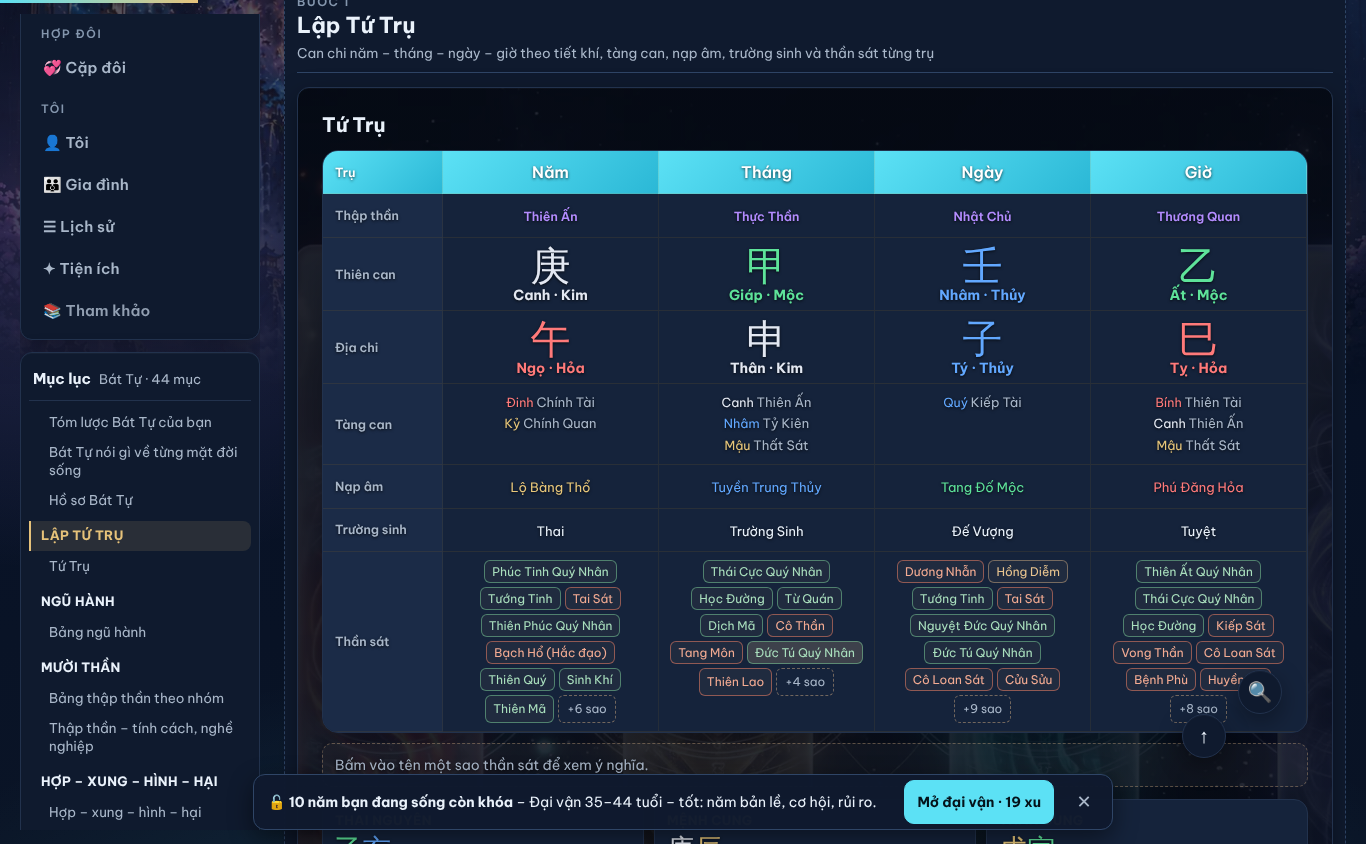 HỢP ĐÔI
💞 Cặp đôi
TÔI
👤 Tôi
👪 Gia đình
☰ Lịch sử
✦ Tiện ích
📚 Tham khảo
Mục lục Bát Tự · 44 mục
Tóm lược Bát Tự của bạn
Bát Tự nói gì về từng mặt đời
sống
Hồ sơ Bát Tự
LẬP TỨ TRỤ
Tứ Trụ
NGŨ HÀNH
Bảng ngũ hành
MƯỜI THẦN
Bảng thập thần theo nhóm
Thập thần – tính cách, nghề
nghiệp
HỢP – XUNG – HÌNH – HẠI
Hợp – xung – hình – hại
BƯỚC 1
Lập Tứ Trụ
Can chi năm – tháng – ngày – giờ theo tiết khí, tàng can, nạp âm, trường sinh và thần sát từng trụ
Tứ Trụ
Trụ Năm Tháng Ngày Giờ
Thập thần Thiên Ấn Thực Thần Nhật Chủ Thương Quan
Thiên can 庚 甲 壬 乙
Canh · Kim Giáp · Mộc Nhâm · Thủy Ất · Mộc
Địa chi 午 申 子 巳
Ngọ · Hỏa Thân · Kim Tý · Thủy Tỵ · Hỏa
Tàng can
Đinh Chính Tài Canh Thiên Ấn Quý Kiếp Tài Bính Thiên Tài
Kỷ Chính Quan Nhâm Tỷ Kiên Canh Thiên Ấn
Mậu Thất Sát Mậu Thất Sát
Nạp âm Lộ Bàng Thổ Tuyền Trung Thủy Tang Đố Mộc Phú Đăng Hỏa
Trường sinh Thai Trường Sinh Đế Vượng Tuyệt
Thần sát
Phúc Tinh Quý Nhân Thái Cực Quý Nhân Dương Nhẫn Hồng Diễm Thiên Ất Quý Nhân
Tướng Tinh Tai Sát Học Đường Từ Quán Tướng Tinh Tai Sát Thái Cực Quý Nhân
Thiên Phúc Quý Nhân Dịch Mã Cô Thần Nguyệt Đức Quý Nhân Học Đường Kiếp Sát
Bạch Hổ (Hắc đạo) Tang Môn Đức Tú Quý Nhân Đức Tú Quý Nhân Vong Thần Cô Loan Sát
Thiên Quý Sinh Khí Thiên Lao +4 sao Cô Loan Sát Cửu Sửu Bệnh Phù
Thiên Mã +6 sao +9 sao +8 sao
Bấm vào tên một sao thần sát để xem ý nghĩa.
🔓 10 năm bạn đang sống còn khóa – Đại vận 35–44 tuổi – tốt: năm bản lề, cơ hội, rủi ro.
Mở đại vận · 19 xu
✕
🔍
↑